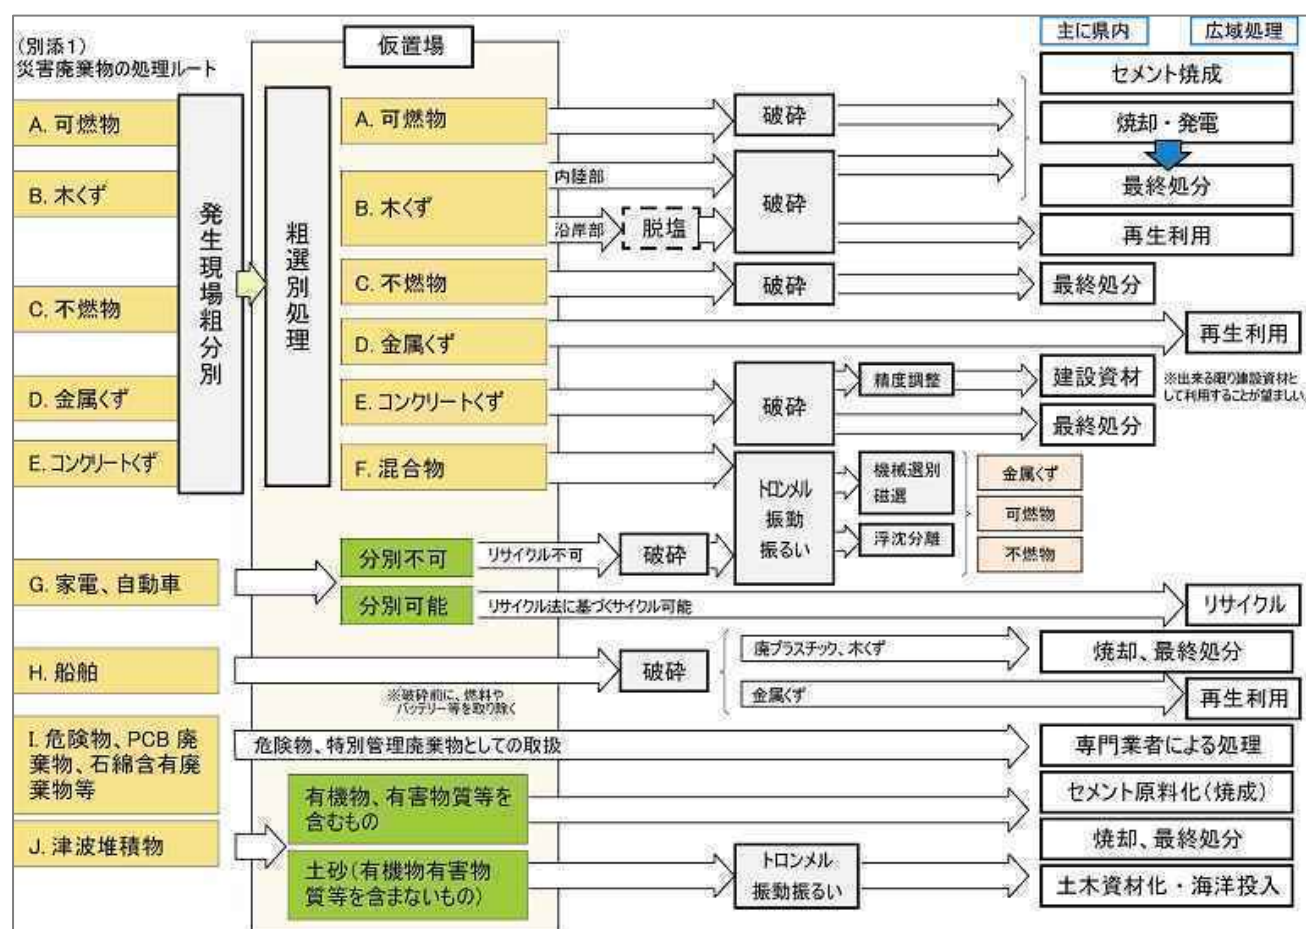 (別添1)
災害廃棄物の処理ルート
仮置場
主に県内
広域処理
A. 可燃物
B. 木くず
C. 不燃物
D. 金属くず
E. コンクリートくず
発生現場粗分別
粗選別処理
A. 可燃物
B. 木くず
C. 不燃物
D. 金属くず
E. コンクリートくず
F. 混合物
内陸部
沿岸部
脱塩
破砕
破砕
破砕
破砕
精度調整
トロンメル
振動
振るい
機械選別
磁選
浮沈分離
セメント焼成
焼却・発電
最終処分
再生利用
最終処分
再生利用
建設資材
※出来る限り建設資材と
して利用することが望ましい。
最終処分
金属くず
可燃物
不燃物
G. 家電、自動車
分別不可
リサイクル不可
破砕
分別可能
リサイクル法に基づくサイクル可能
リサイクル
H. 船舶
※破砕前に、燃料や
バッテリー等を取り除く
破砕
廃プラスチック、木くず
焼却、最終処分
金属くず
再生利用
I. 危険物、PCB 廃
棄物、石綿含有廃
棄物等
危険物、特別管理廃棄物としての取扱
専門業者による処理
J. 津波堆積物
有機物、有害物質等を
含むもの
セメント原料化(焼成)
焼却、最終処分
土砂(有機物有害物
質等を含まないもの)
トロンメル
振動振るい
土木資材化・海洋投入